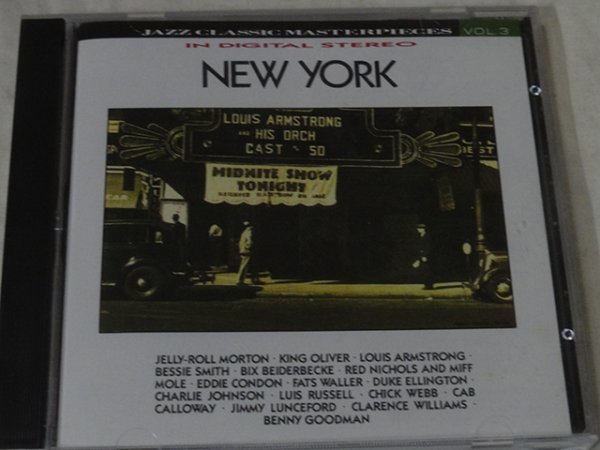 JAZZ CLASSIC MASTERPIECES VOL 3
IN DIGITAL STEREO
NEW YORK
LOUIS ARMSTRONG
AND HIS ORCH
CAST OF 50
MIDNITE SHOW
TONIGHT
CAB
BEST
JELLY-ROLL MORTON · KING OLIVER · LOUIS ARMSTRONG ·
BESSIE SMITH · BIX BEIDERBECKE · RED NICHOLS AND MIFF
MOLE · EDDIE CONDON · FATS WALLER · DUKE ELLINGTON ·
CHARLIE JOHNSON · LUIS RUSSELL · CHICK WEBB · CAB
CALLOWAY · JIMMY LUNCEFORD · CLARENCE WILLIAMS ·
BENNY GOODMAN